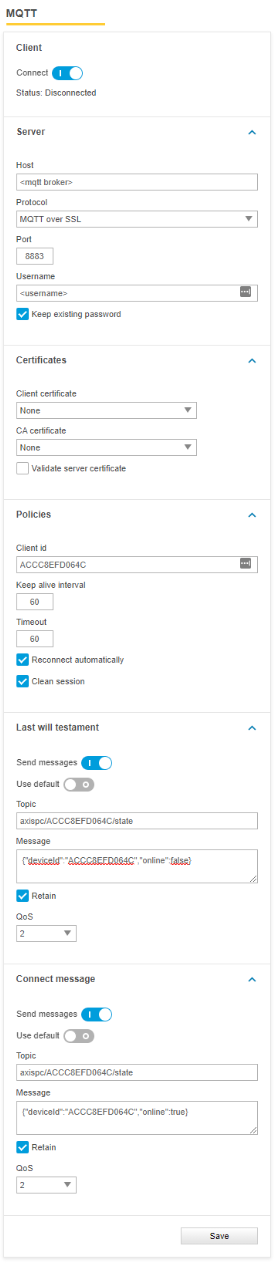 MQTT
Client
Connect
Status: Disconnected
Server
Host
<mqtt broker>
Protocol
MQTT over SSL
Port
8883
Username
<username>
Keep existing password
Certificates
Client certificate
None
CA certificate
None
Validate server certificate
Policies
Client id
ACCC8EFD064C
Keep alive interval
60
Timeout
60
Reconnect automatically
Clean session
Last will testament
Send messages
Use default
Topic
axispc/ACCC8EFD064C/state
Message
{"deviceId":"ACCC8EFD064C","online":false}
Retain
QoS
2
Connect message
Send messages
Use default
Topic
axispc/ACCC8EFD064C/state
Message
{"deviceId":"ACCC8EFD064C","online":true}
Retain
QoS
2
Save